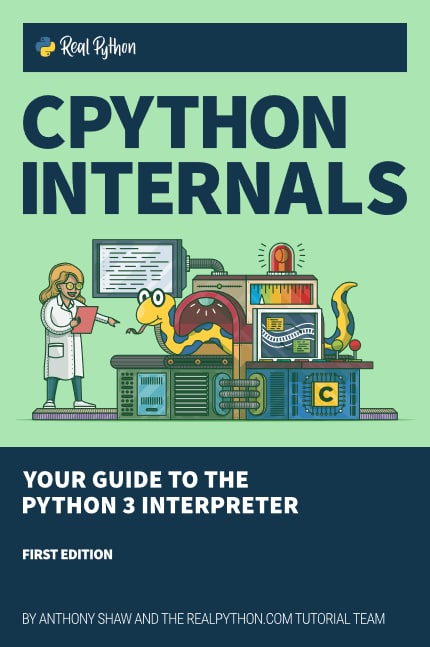 Real Python
CPYTHON
INTERNALS
C
YOUR GUIDE TO THE
PYTHON 3 INTERPRETER
FIRST EDITION
BY ANTHONY SHAW AND THE REALPYTHON.COM TUTORIAL TEAM